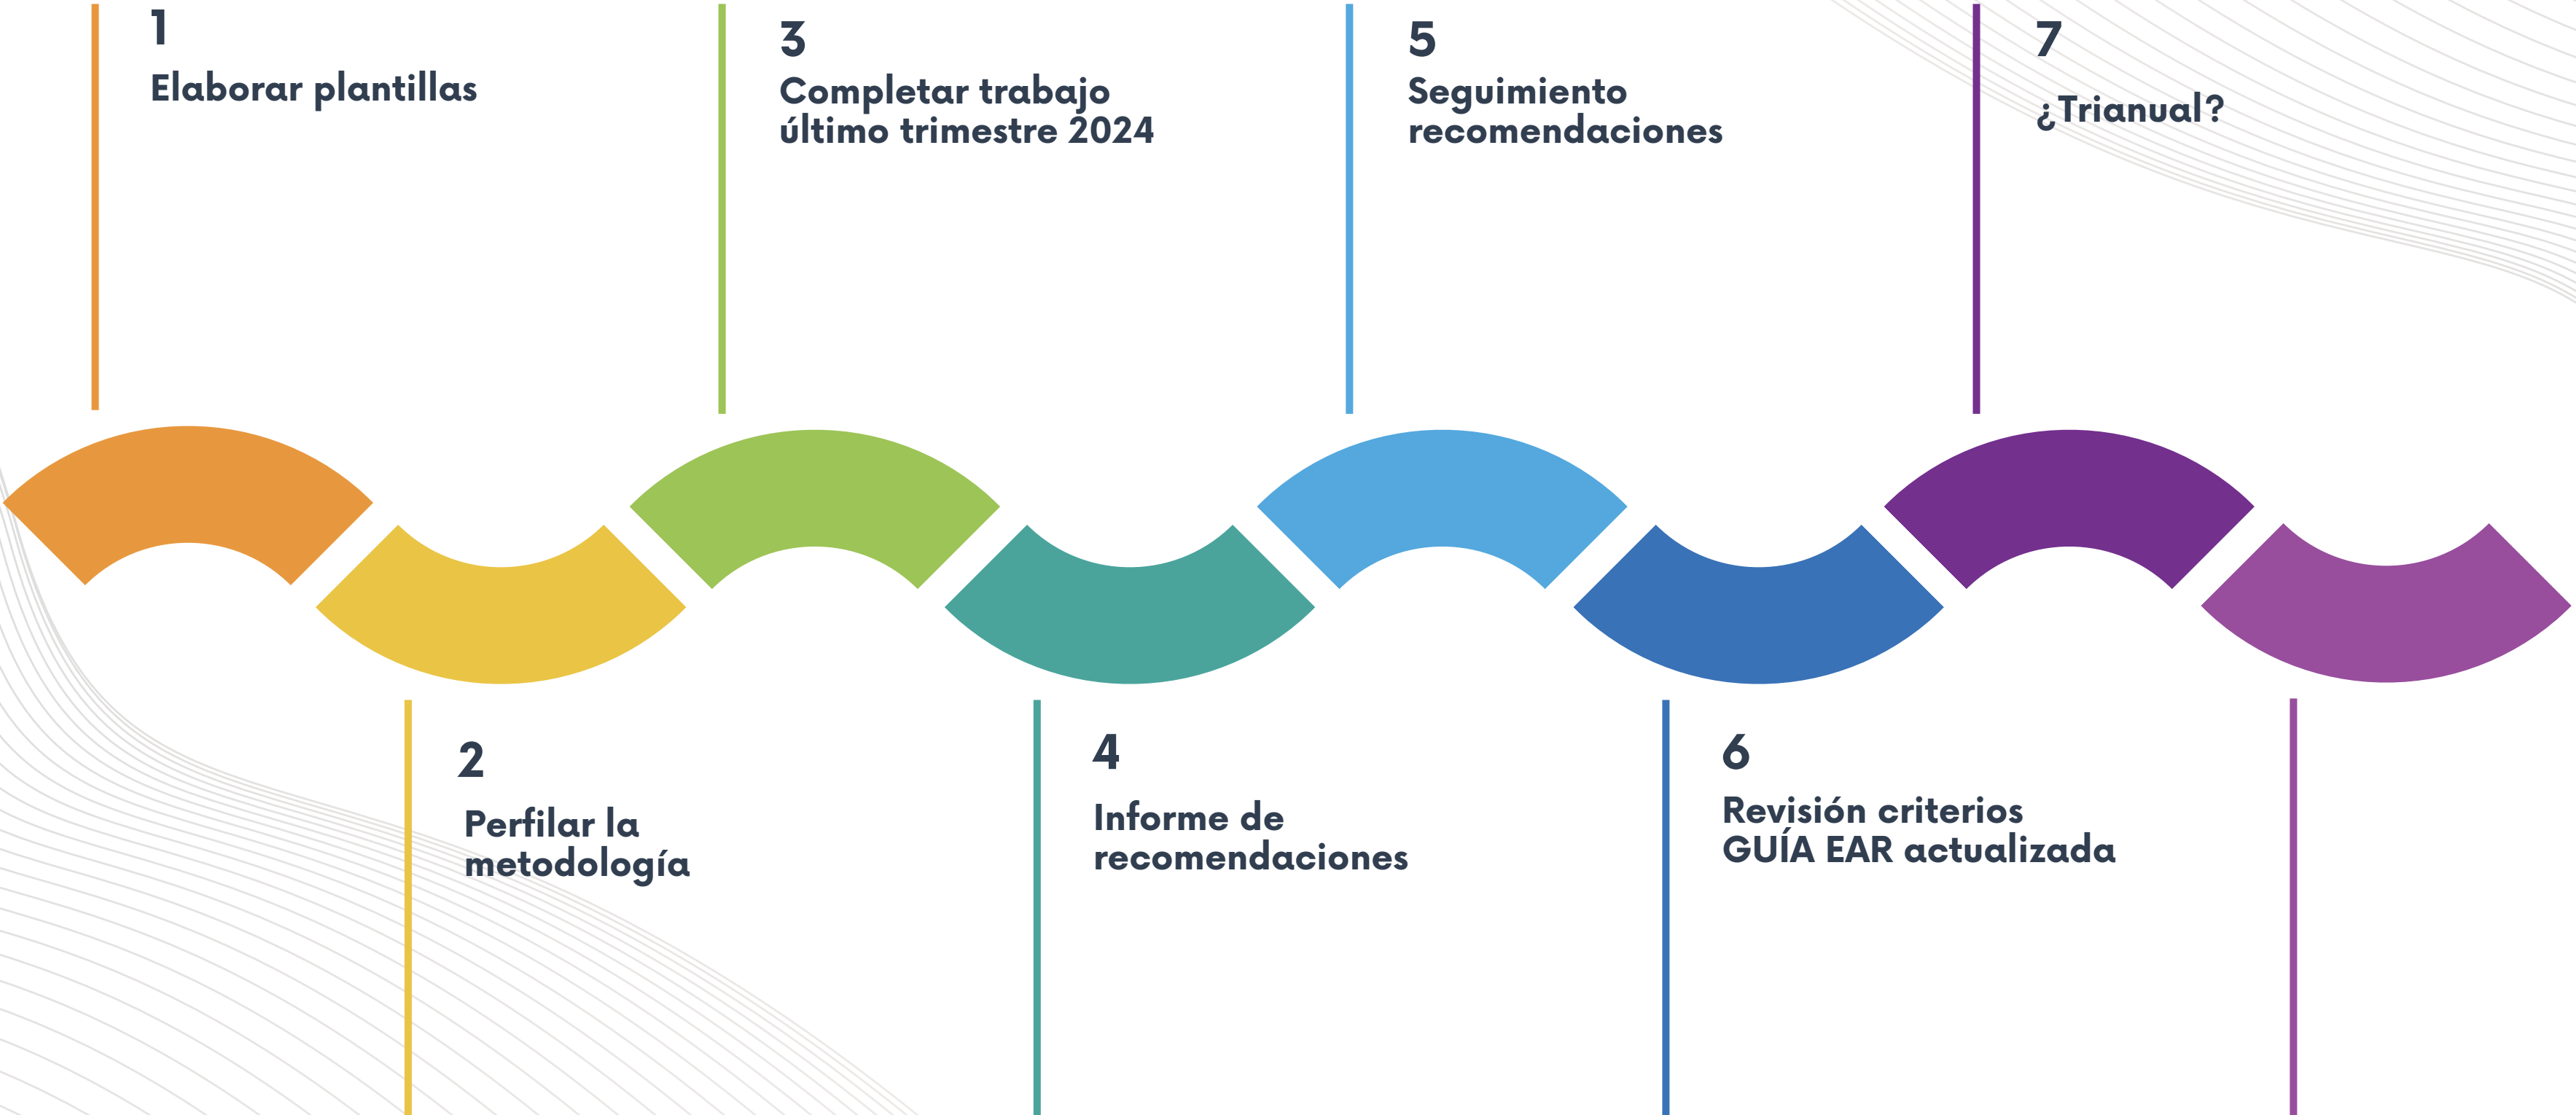 1
Elaborar plantillas
2
Perfilar la
metodología
3
Completar trabajo
último trimestre 2024
4
Informe de
recomendaciones
5
Seguimiento
recomendaciones
6
Revisión criterios
GUÍA EAR actualizada
7
¿Trianual?